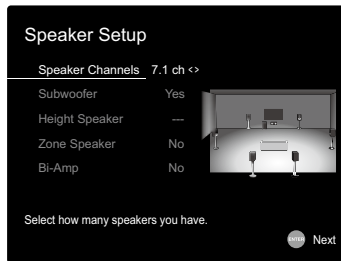 Speaker Setup
Speaker Channels 7.1 ch <>
Subwoofer Yes
Height Speaker ---
Zone Speaker No
Bi-Amp No
Select how many speakers you have.
ENTER Next